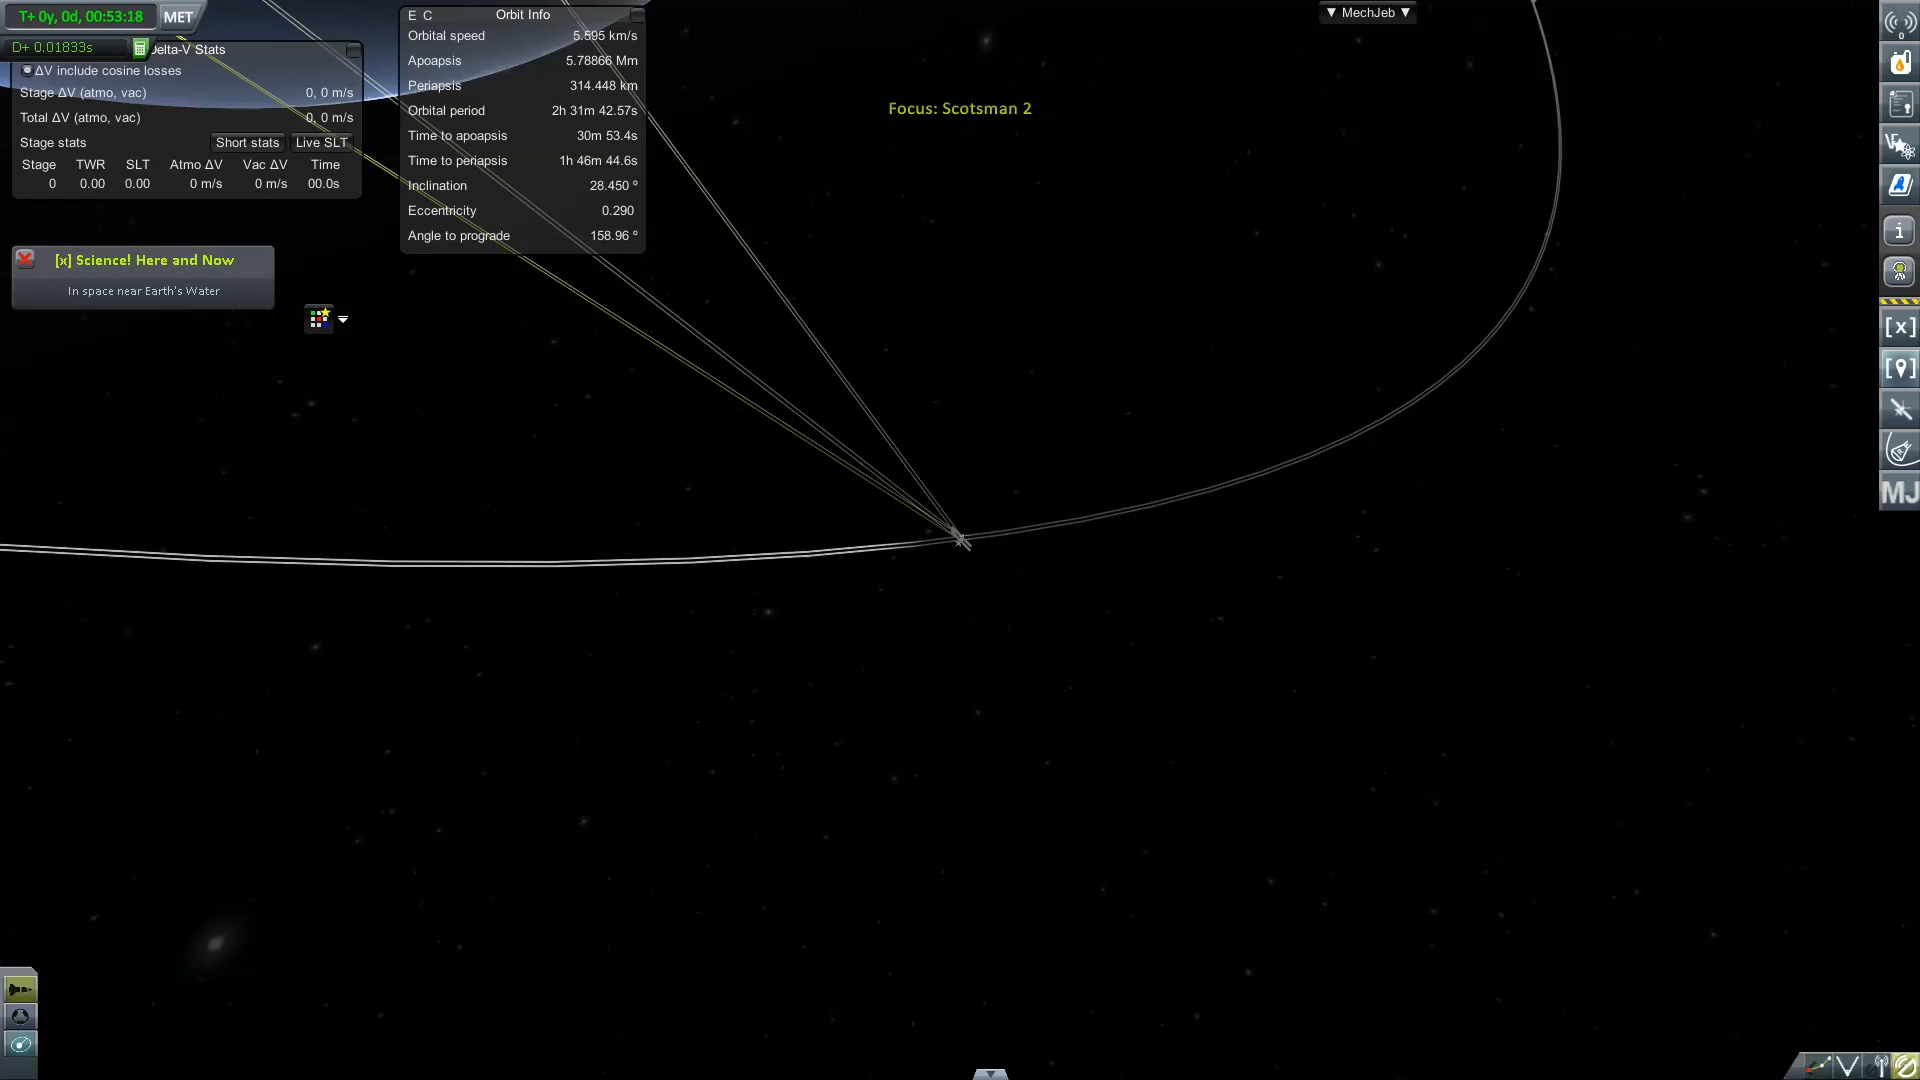 T+ 0y, 0d, 00:53:18 MET
D+ 0.01833s
Delta-V Stats
ΔV include cosine losses
Stage ΔV (atmo, vac) 0, 0 m/s
Total ΔV (atmo, vac) 0, 0 m/s
Stage stats Short stats Live SLT
Stage TWR SLT Atmo ΔV Vac ΔV Time
0 0.00 0.00 0 m/s 0 m/s 00.0s
[x] Science! Here and Now
In space near Earth's Water
E C Orbit Info
Orbital speed 5.595 km/s
Apoapsis 5.78866 Mm
Periapsis 314.448 km
Orbital period 2h 31m 42.57s
Time to apoapsis 30m 53.4s
Time to periapsis 1h 46m 44.6s
Inclination 28.450 º
Eccentricity 0.290
Angle to prograde 158.96 º
Focus: Scotsman 2
▼ MechJeb ▼
0
i
[x]
MJ